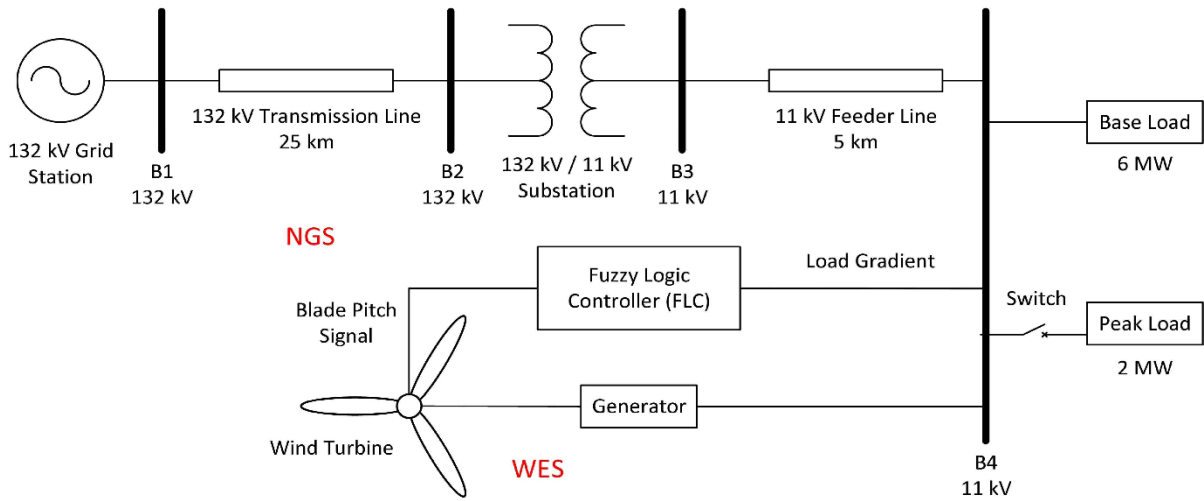 132 kV Grid
Station
B1
132 kV
132 kV Transmission Line
25 km
B2
132 kV
132 kV / 11 kV
Substation
B3
11 kV
11 kV Feeder Line
5 km
Base Load
6 MW
NGS
Fuzzy Logic
Controller (FLC)
Load Gradient
Switch
Peak Load
2 MW
Blade Pitch
Signal
Generator
Wind Turbine
WES
B4
11 kV